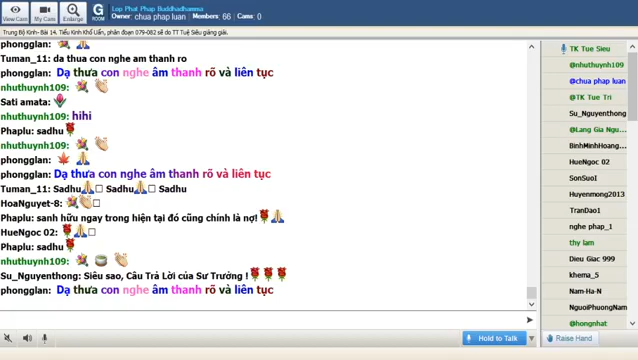 View Cam
My Cam
Enlarge
G
ROOM
Lop Phat Phap Buddhadhamma
Owner: chua phap luan / Members: 66 / Cams: 0
Trung Bộ Kinh- Bài 14. Tiểu Kinh Khổ Uẩn, phân đoạn 079-082 sẽ do TT Tuệ Siêu giảng giải.
phongglan:
Tuman_11: da thua con nghe am thanh ro
phongglan: Dạ thưa con nghe âm thanh rõ và liên tục
nhuthuynh109:
Sati amata:
nhuthuynh109: hihi
Phaplu: sadhu
nhuthuynh109:
phongglan:
phongglan: Dạ thưa con nghe âm thanh rõ và liên tục
Tuman_11: Sadhu Sadhu Sadhu
HoaNguyet-8:
Phaplu: sanh hữu ngay trong hiện tại đó cũng chính là nợ!
HueNgoc 02:
Phaplu: sadhu
nhuthuynh109:
Su_Nguyenthong: Siêu sao, Câu Trả Lời của Sư Trưởng !
phongglan: Dạ thưa con nghe âm thanh rõ và liên tục
Hold to Talk
TK Tue Sieu
@nhuthuynh109
@chua phap luan
@TK Tue Tri
Su_Nguyenthong
@Lang Gia Ngu...
BinhMinhHoang...
HueNgoc 02
SonSuoI
Huyenmong2013
TranDao1
nghe phap_1
thy lam
Dieu Giac 999
khema_5
Nam-Ha-N
NguoiPhuongNam
@hongnhat
Raise Hand